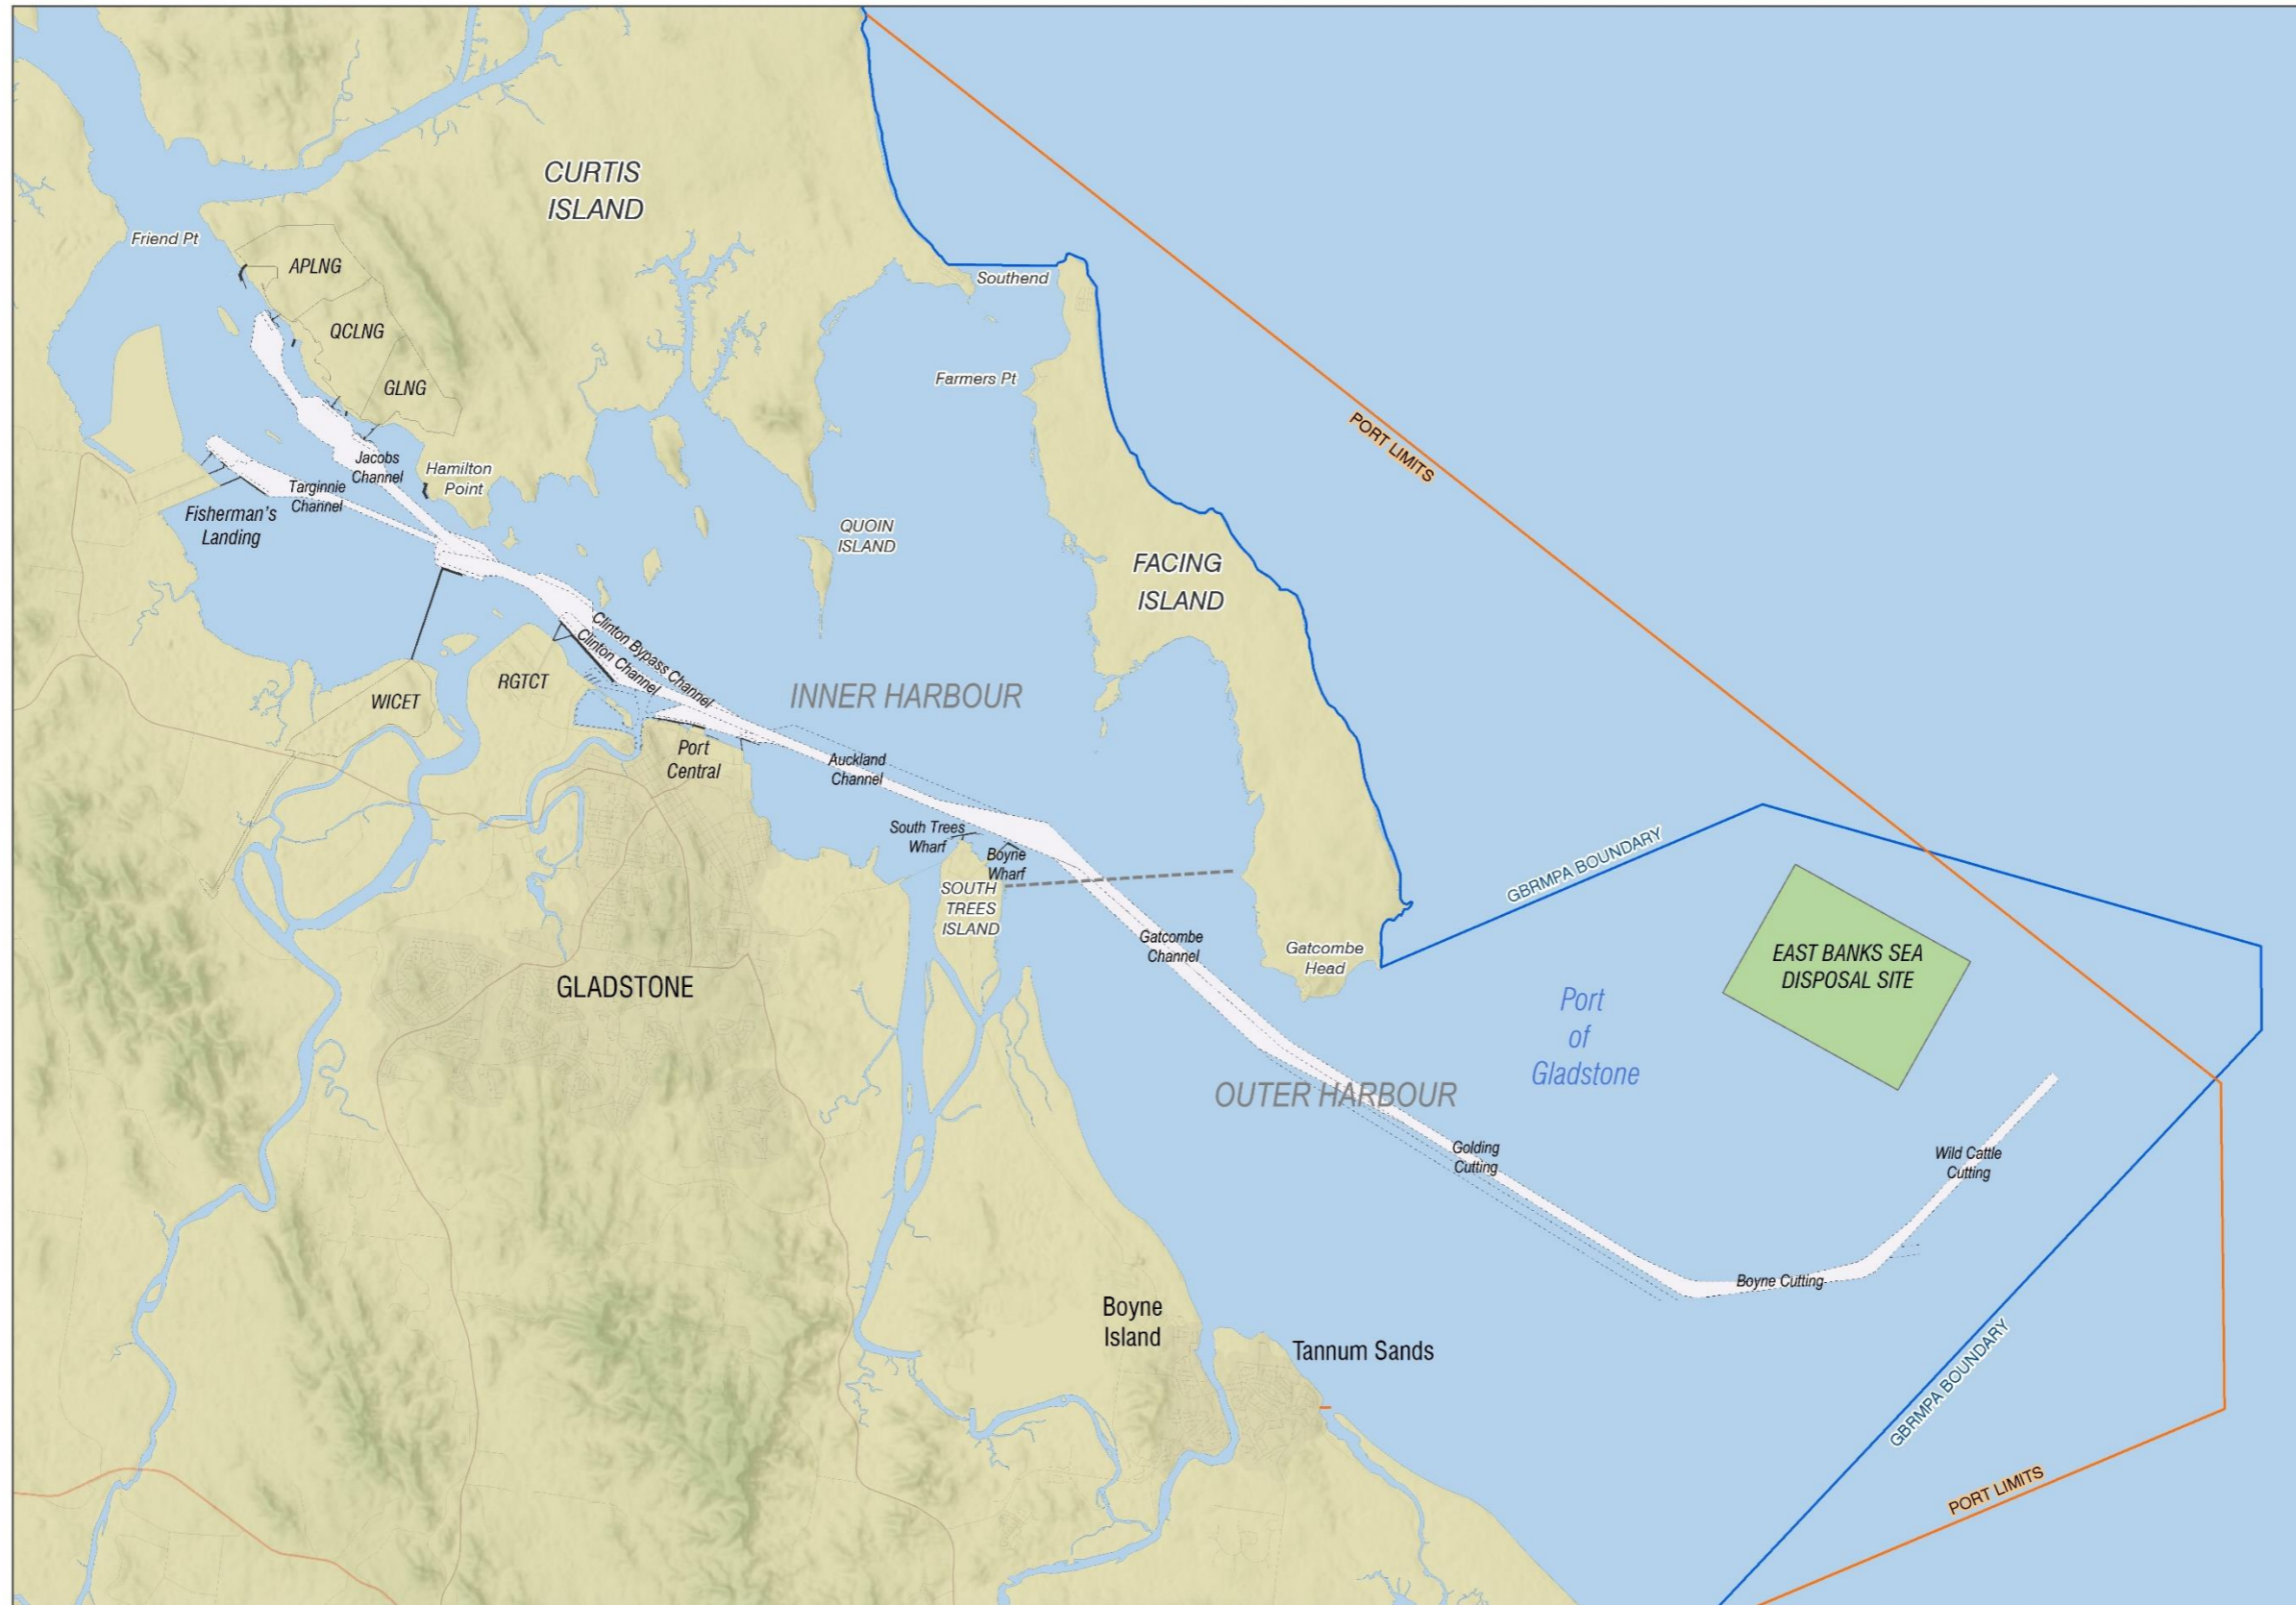 CURTIS
ISLAND
Friend Pt
APLNG
Southend
QCLNG
Farmers Pt
GLNG
PORT LIMITS
Jacobs
Channel
Hamilton
Point
Targinnie
Channel
Fisherman's
Landing
QUOIN
ISLAND
FACING
ISLAND
Clinton Bypass Channel
Clinton Channel
RGTCT
WICET
INNER HARBOUR
Port
Central
Auckland
Channel
South Trees
Wharf
Boyne
Wharf
SOUTH
TREES
ISLAND
GBRMPA BOUNDARY
Gatcombe
Channel
Gatcombe
Head
EAST BANKS SEA
DISPOSAL SITE
GLADSTONE
Port
of
Gladstone
OUTER HARBOUR
Golding
Cutting
Wild Cattle
Cutting
Boyne Cutting
Boyne
Island
Tannum Sands
GBRMPA BOUNDARY
PORT LIMITS